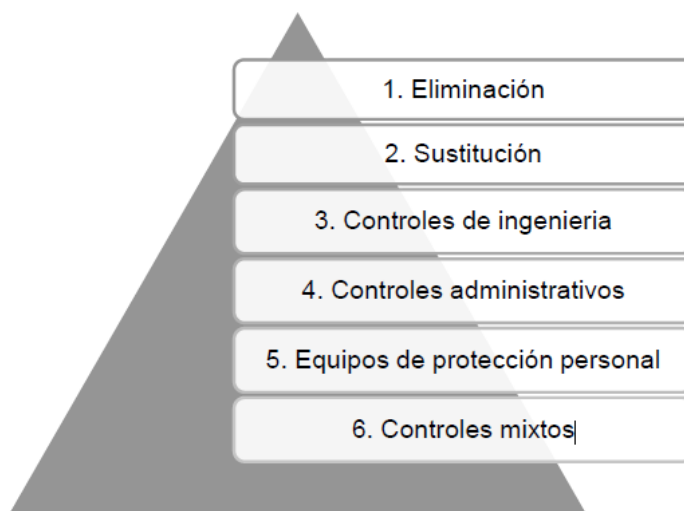 1. Eliminación
2. Sustitución
3. Controles de ingenieria
4. Controles administrativos
5. Equipos de protección personal
6. Controles mixtos